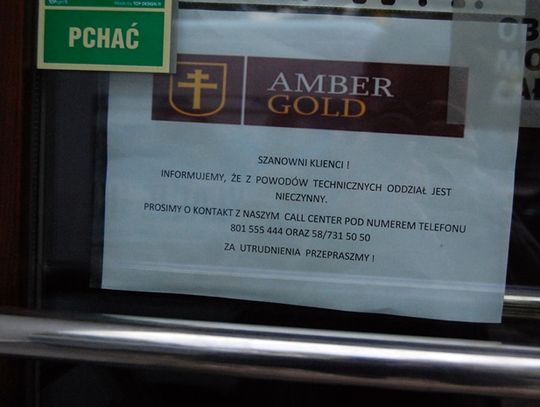 PCHAĆ
AMBER
GOLD
SZANOWNI KLIENCI !
INFORMUJEMY, ŻE Z POWODÓW TECHNICZNYCH ODDZIAŁ JEST
NIECZYNNY.
PROSIMY O KONTAKT Z NASZYM CALL CENTER POD NUMEREM TELEFONU
801 555 444 ORAZ 58/731 50 50
ZA UTRUDNIENIA PRZEPRASZMY !